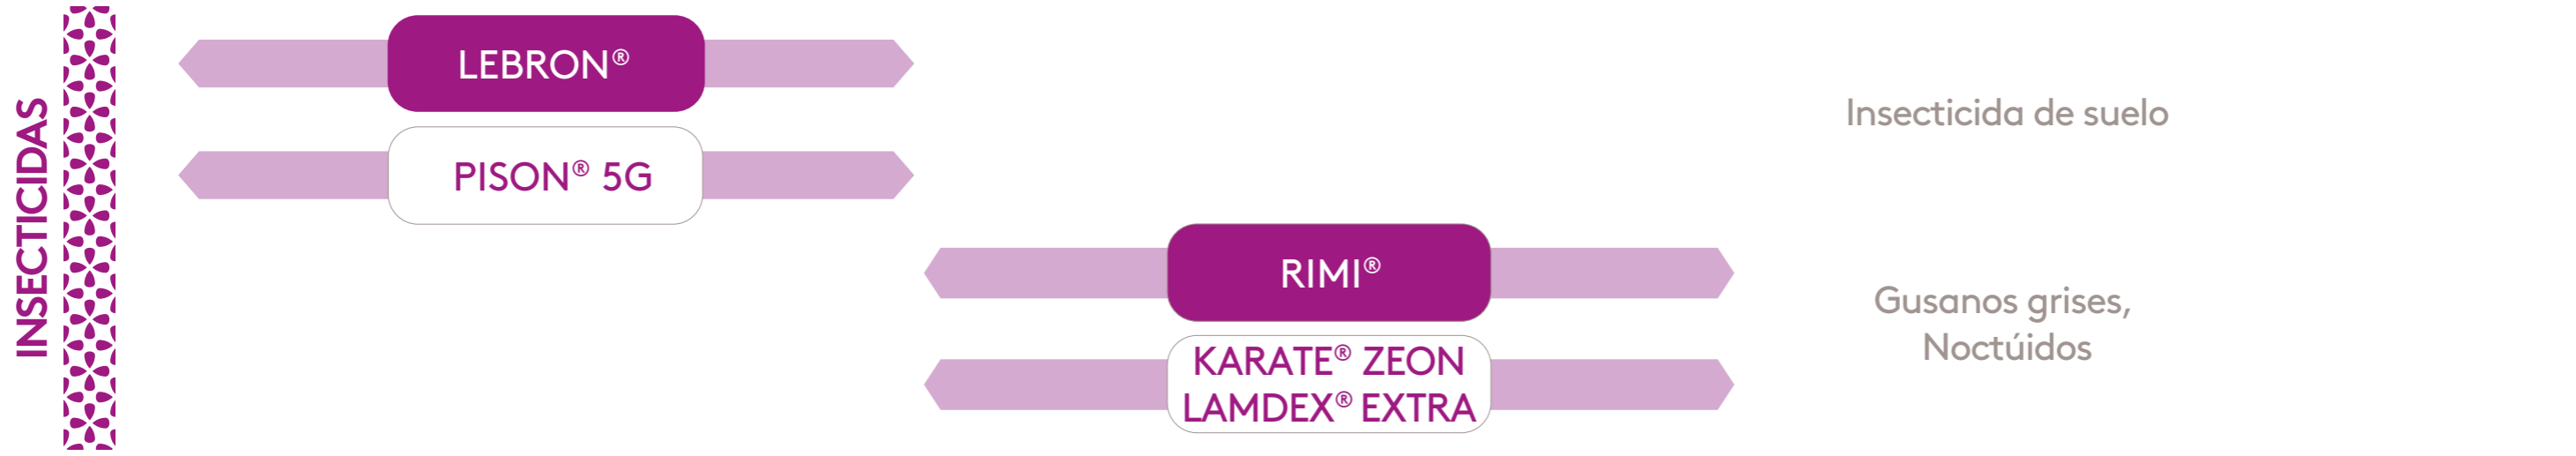 INSECTICIDAS
LEBRON®
PISON® 5G
Insecticida de suelo
RIMI®
KARATE® ZEON
LAMDEX® EXTRA
Gusanos grises,
Noctúidos